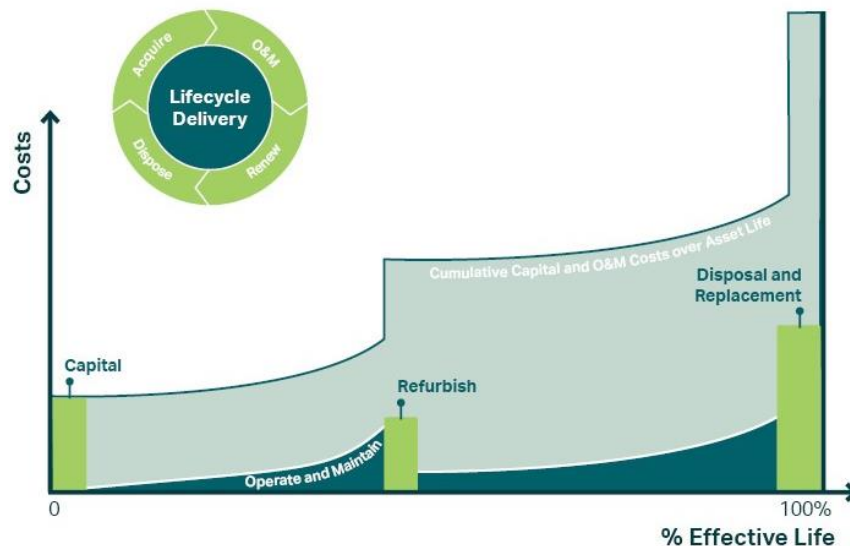 Acquire
O&M
Lifecycle
Delivery
Dispose
Renew
Costs
Cumulative Capital and O&M Costs over Asset Life
Disposal and
Replacement
Capital
Refurbish
Operate and Maintain
0
100%
% Effective Life